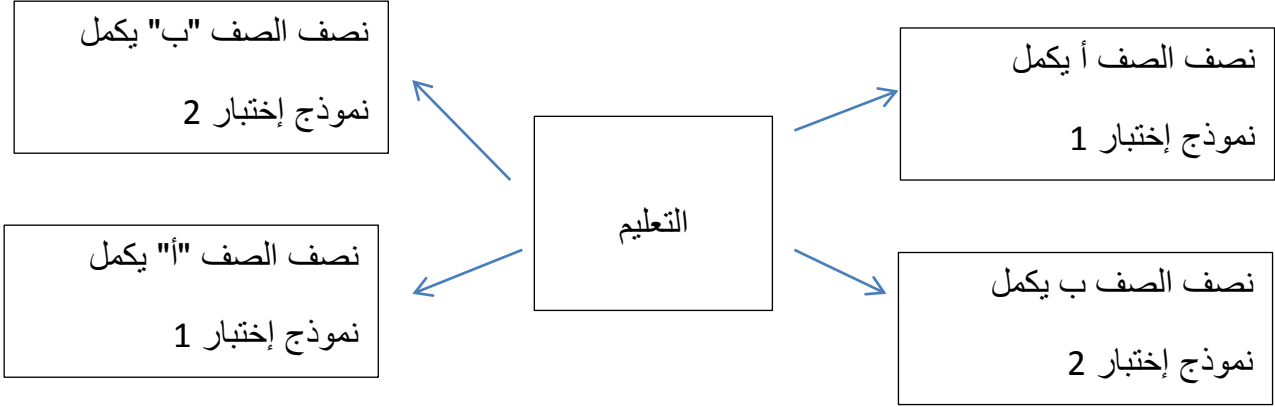 نصف الصف أ يكمل
نموذج إختبار 1
نصف الصف ب يكمل
نموذج إختبار 2
التعليم
نصف الصف "ب" يكمل
نموذج إختبار 2
نصف الصف "أ" يكمل
نموذج إختبار 1